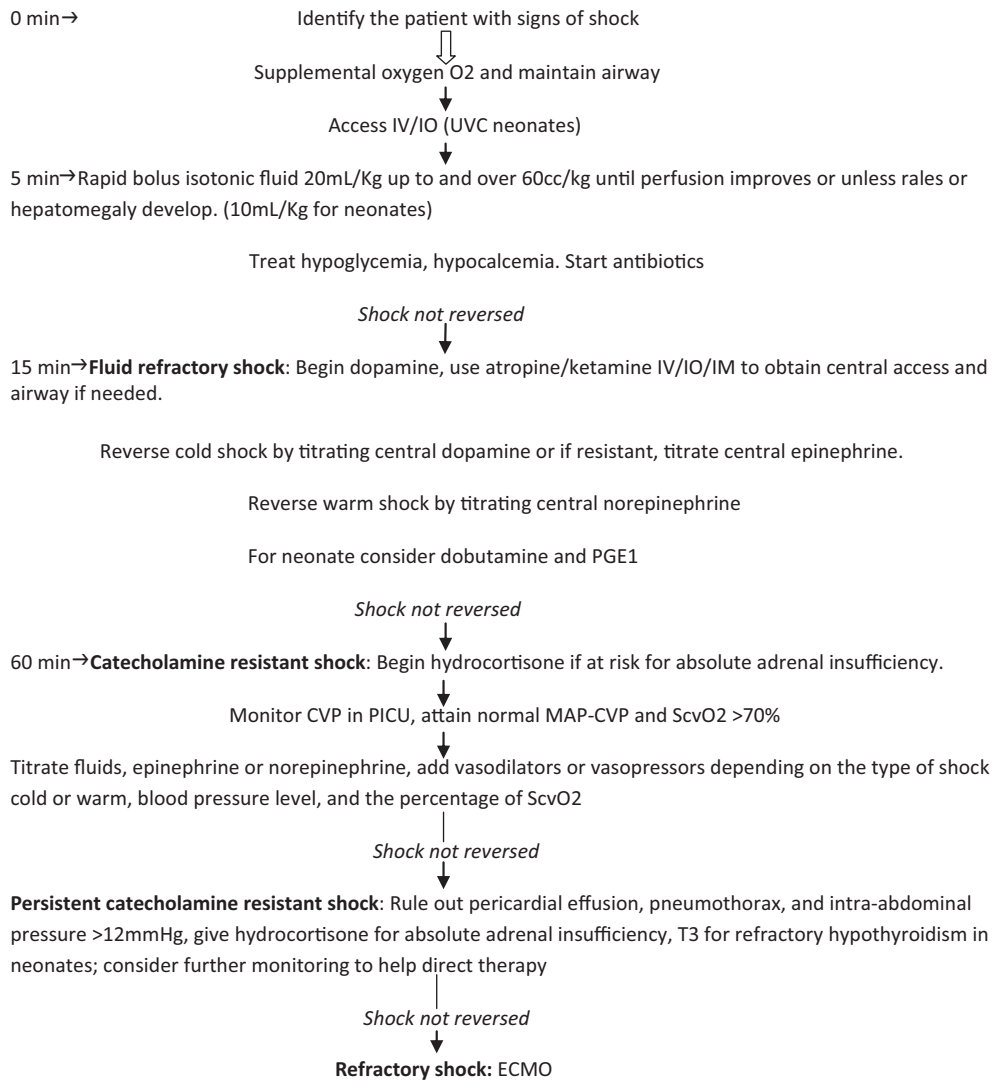 0 min→ Identify the patient with signs of shock
Supplemental oxygen O2 and maintain airway
Access IV/IO (UVC neonates)
5 min→Rapid bolus isotonic fluid 20mL/Kg up to and over 60cc/kg until perfusion improves or unless rales or
hepatomegaly develop. (10mL/Kg for neonates)
Treat hypoglycemia, hypocalcemia. Start antibiotics
Shock not reversed
15 min→Fluid refractory shock: Begin dopamine, use atropine/ketamine IV/IO/IM to obtain central access and
airway if needed.
Reverse cold shock by titrating central dopamine or if resistant, titrate central epinephrine.
Reverse warm shock by titrating central norepinephrine
For neonate consider dobutamine and PGE1
Shock not reversed
60 min→Catecholamine resistant shock: Begin hydrocortisone if at risk for absolute adrenal insufficiency.
Monitor CVP in PICU, attain normal MAP-CVP and ScvO2 >70%
Titrate fluids, epinephrine or norepinephrine, add vasodilators or vasopressors depending on the type of shock
cold or warm, blood pressure level, and the percentage of ScvO2
Shock not reversed
Persistent catecholamine resistant shock: Rule out pericardial effusion, pneumothorax, and intra-abdominal
pressure >12mmHg, give hydrocortisone for absolute adrenal insufficiency, T3 for refractory hypothyroidism in
neonates; consider further monitoring to help direct therapy
Shock not reversed
Refractory shock: ECMO